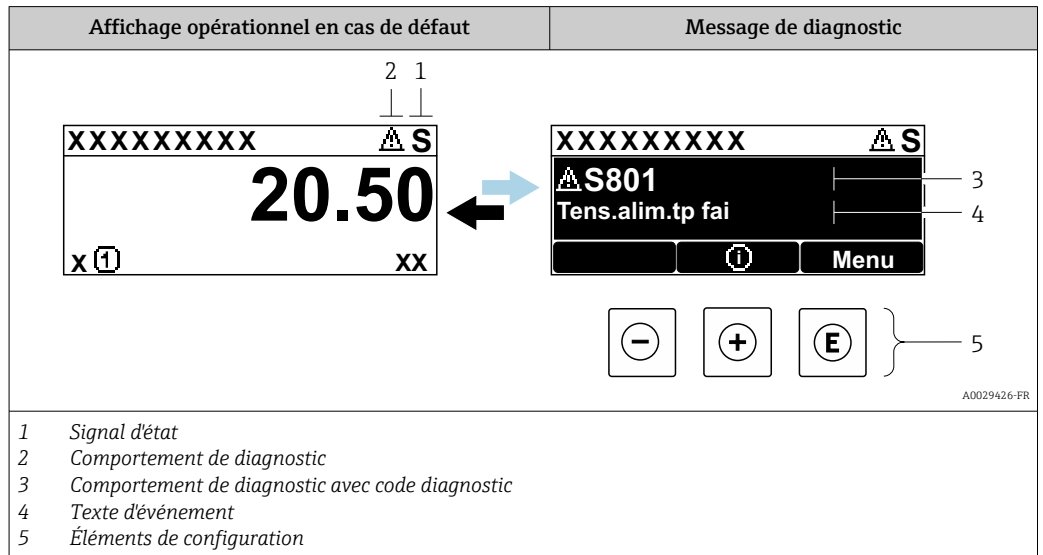 Affichage opérationnel en cas de défaut
Message de diagnostic
2 1
XXXXXXXXX ⚠ S
20.50
x ① xx
XXXXXXXXX ⚠ S
⚠S801
Tens.alim.tp fai
ⓘ Menu
3
4
− + E
5
A0029426-FR
1 Signal d'état
2 Comportement de diagnostic
3 Comportement de diagnostic avec code diagnostic
4 Texte d'événement
5 Éléments de configuration